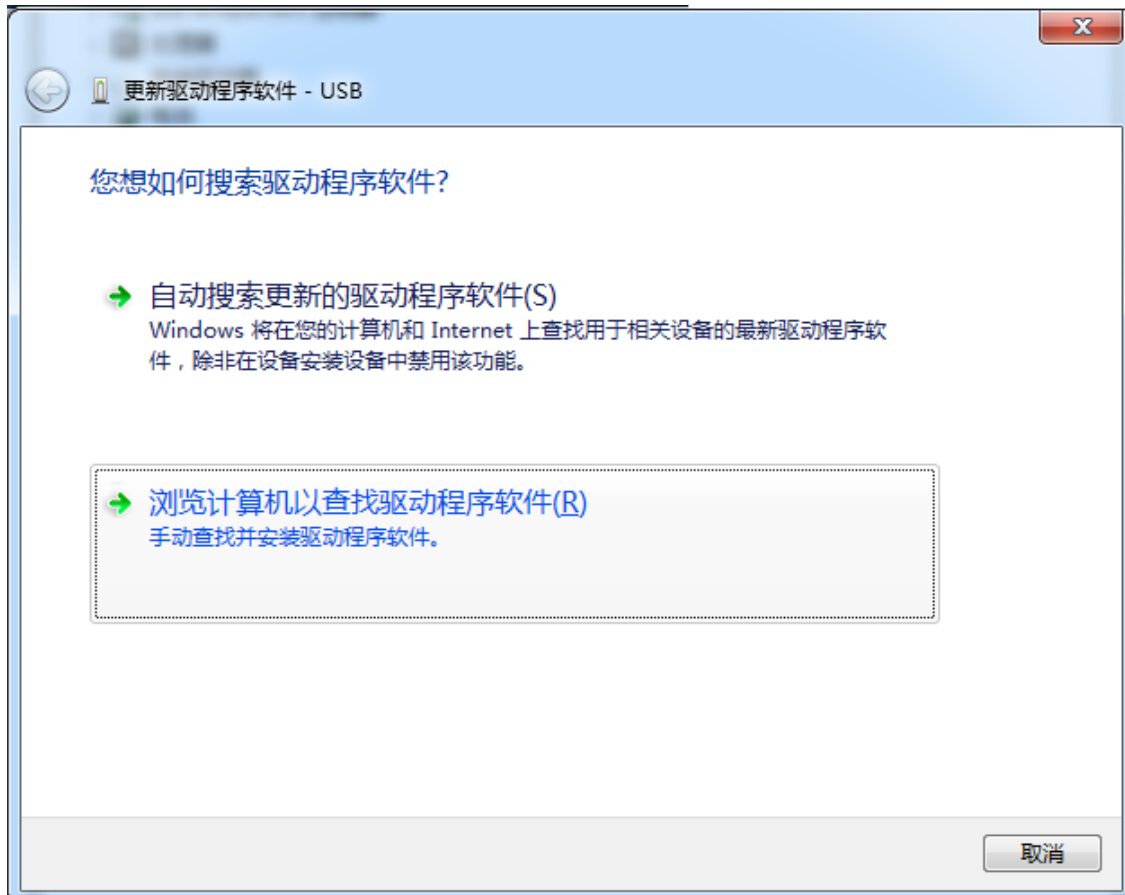 更新驱动程序软件 - USB
您想如何搜索驱动程序软件?
自动搜索更新的驱动程序软件(S)
Windows 将在您的计算机和 Internet 上查找用于相关设备的最新驱动程序软
件，除非在设备安装设备中禁用该功能。
浏览计算机以查找驱动程序软件(R)
手动查找并安装驱动程序软件。
取消